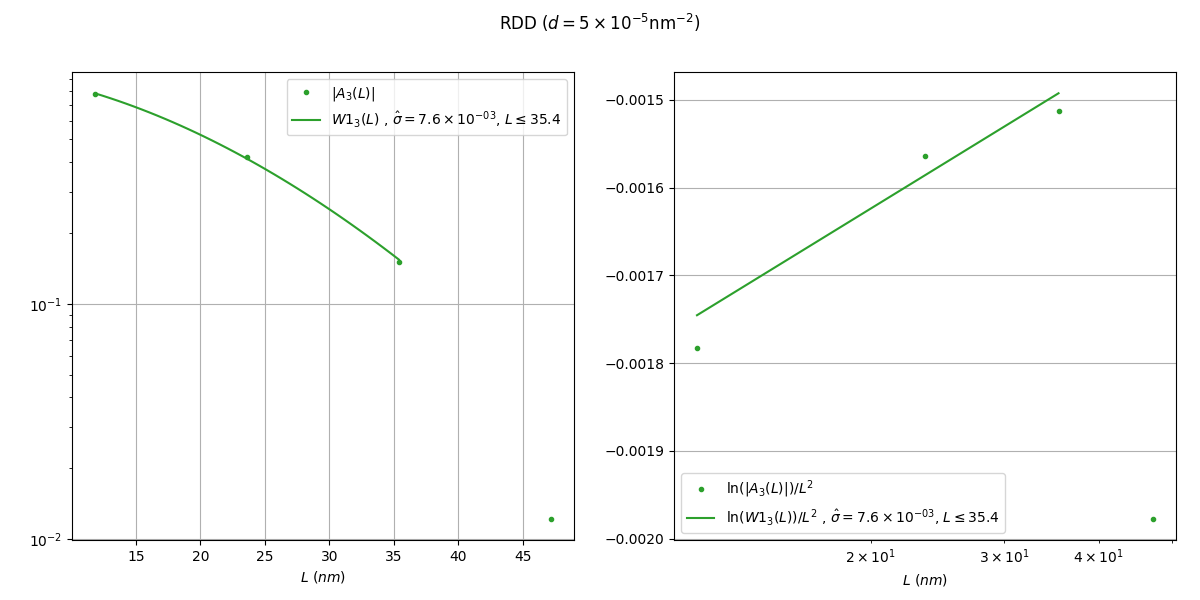 RDD (d = 5 × 10⁻⁵nm⁻²)
|A₃(L)|
W1₃(L) , σ̂ = 7.6 × 10⁻⁰³, L ≤ 35.4
10⁻¹
10⁻²
15 20 25 30 35 40 45
L (nm)
−0.0015
−0.0016
−0.0017
−0.0018
−0.0019
−0.0020
ln(|A₃(L)|)/L²
ln(W1₃(L))/L² , σ̂ = 7.6 × 10⁻⁰³, L ≤ 35.4
2 × 10¹ 3 × 10¹ 4 × 10¹
L (nm)